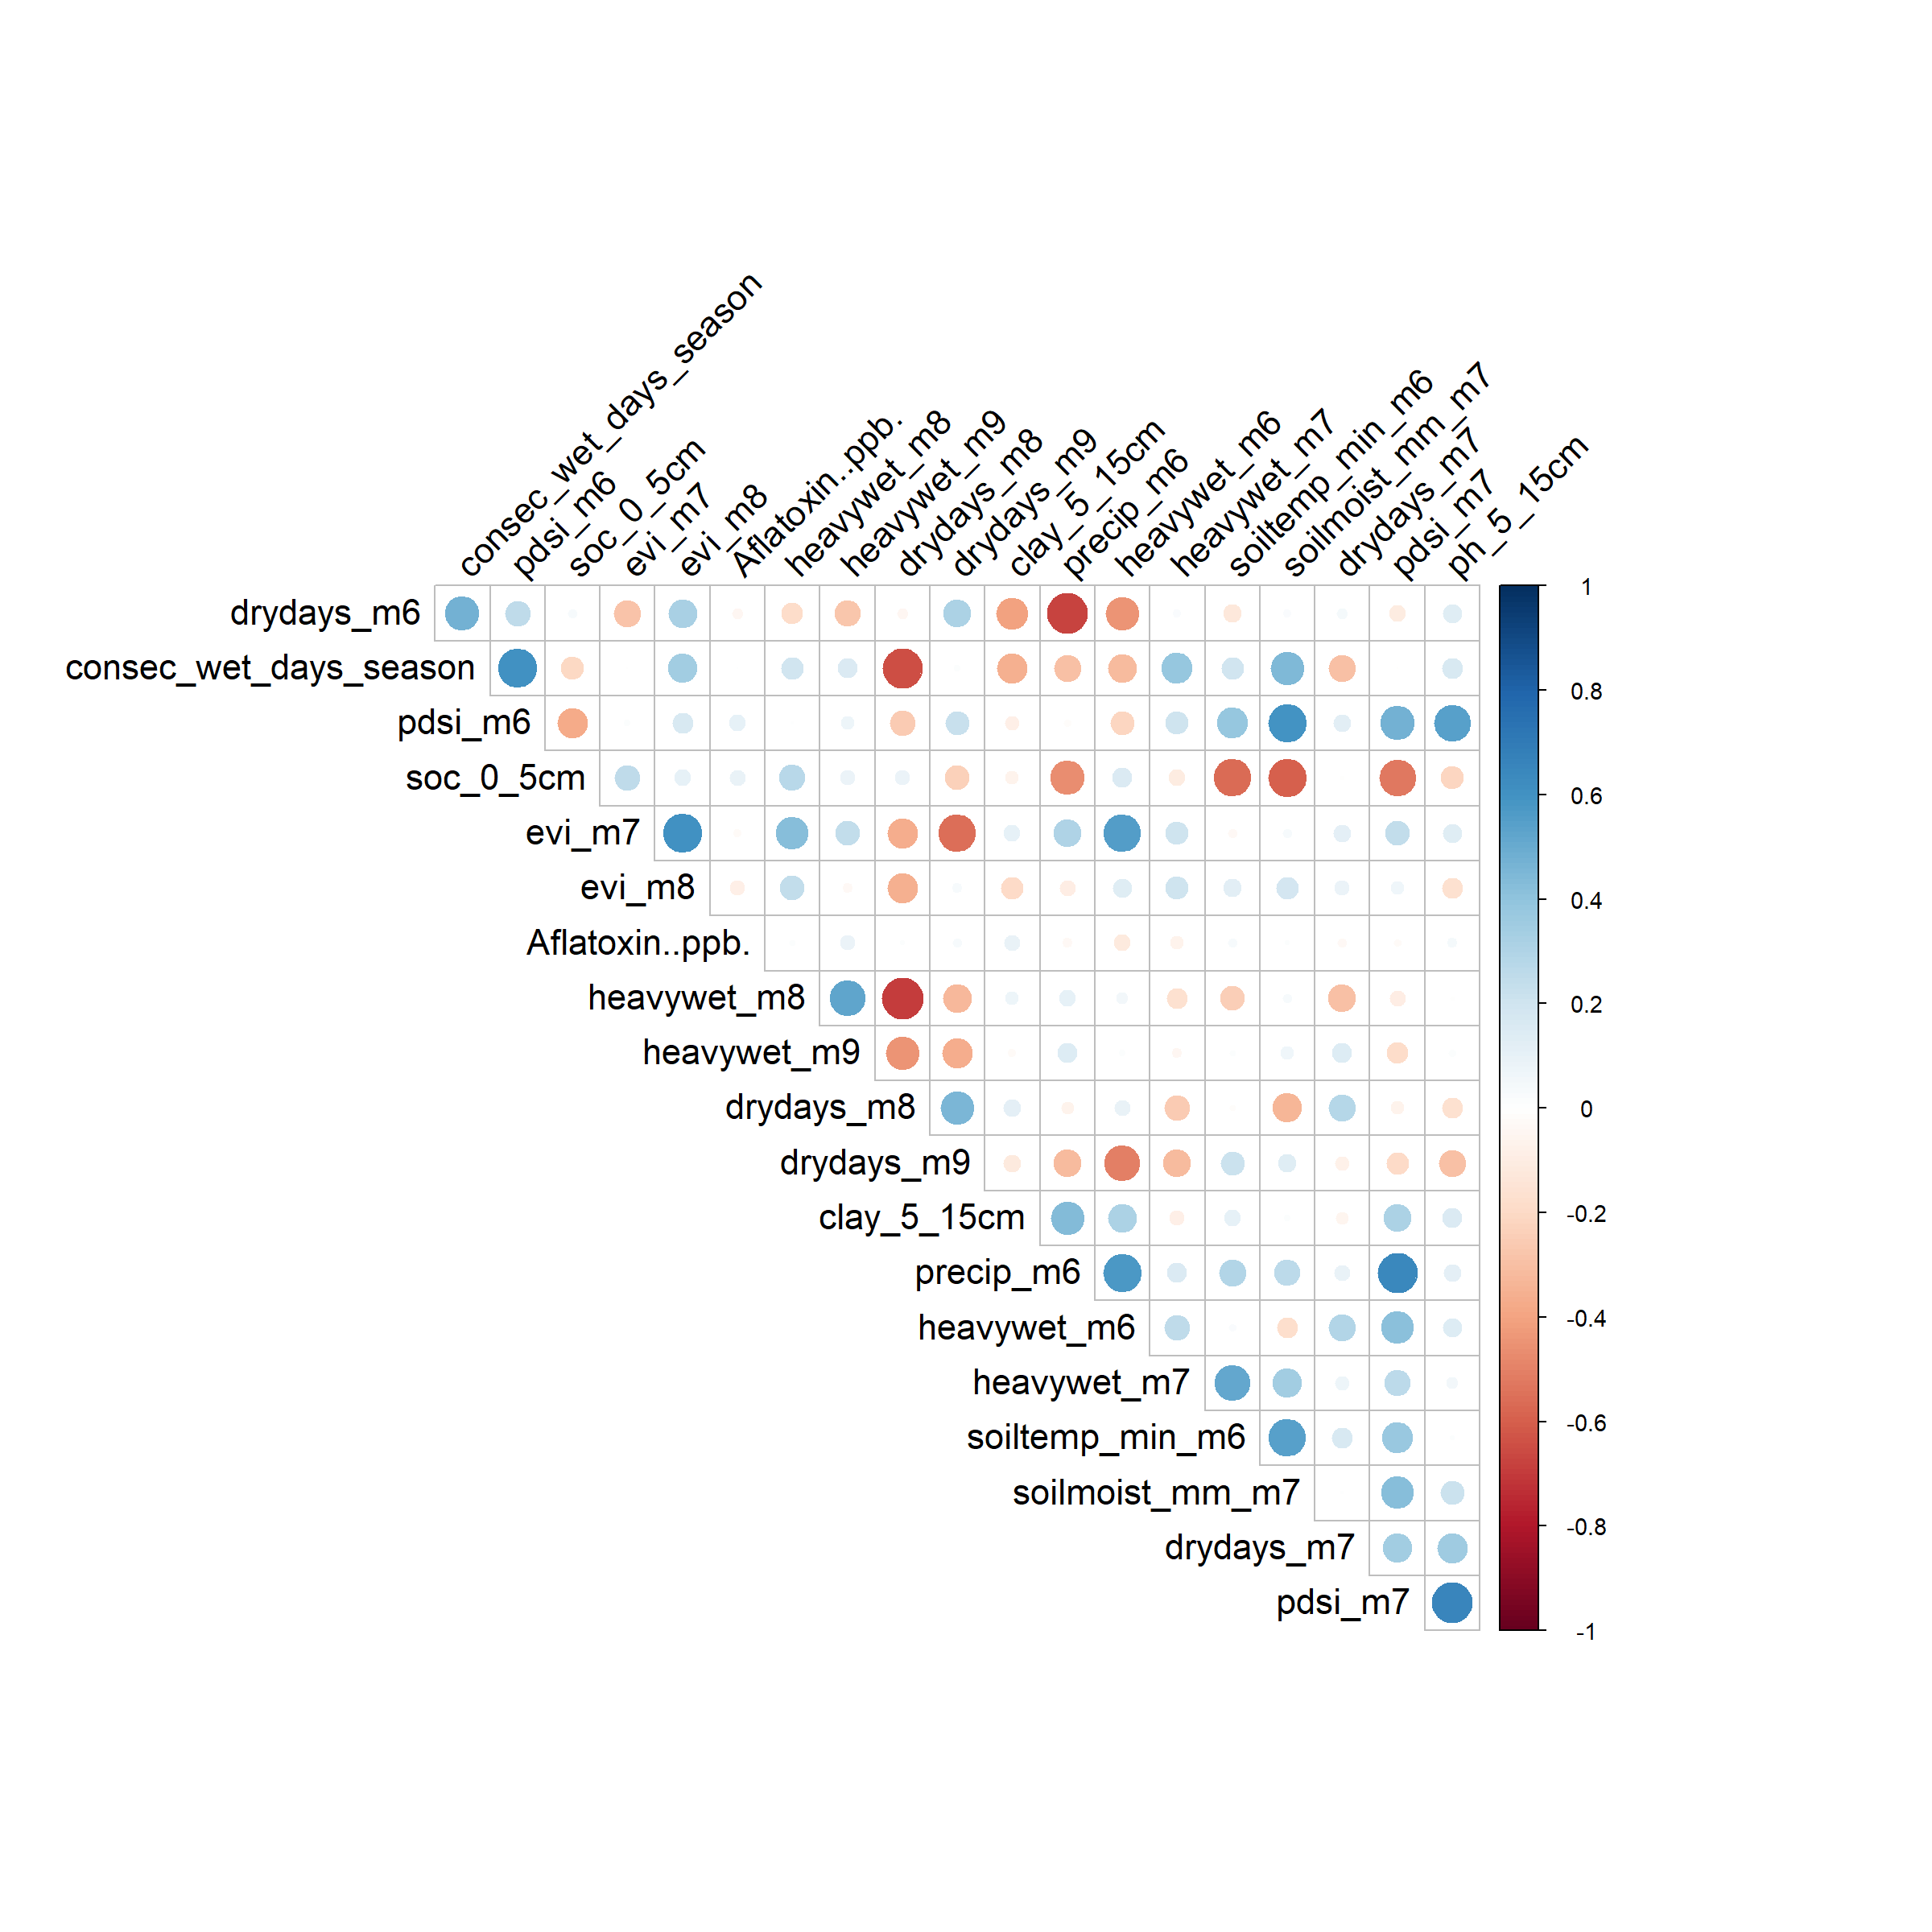 consec_wet_days_season
pdsi_m6
soc_0_5cm
evi_m7
evi_m8
Aflatoxin..ppb.
heavywet_m8
heavywet_m9
drydays_m8
drydays_m9
clay_5_15cm
precip_m6
heavywet_m6
heavywet_m7
soiltemp_min_m6
soilmoist_mm_m7
drydays_m7
pdsi_m7
ph_5_15cm
drydays_m6
consec_wet_days_season
pdsi_m6
soc_0_5cm
evi_m7
evi_m8
Aflatoxin..ppb.
heavywet_m8
heavywet_m9
drydays_m8
drydays_m9
clay_5_15cm
precip_m6
heavywet_m6
heavywet_m7
soiltemp_min_m6
soilmoist_mm_m7
drydays_m7
pdsi_m7
1
0.8
0.6
0.4
0.2
0
-0.2
-0.4
-0.6
-0.8
-1